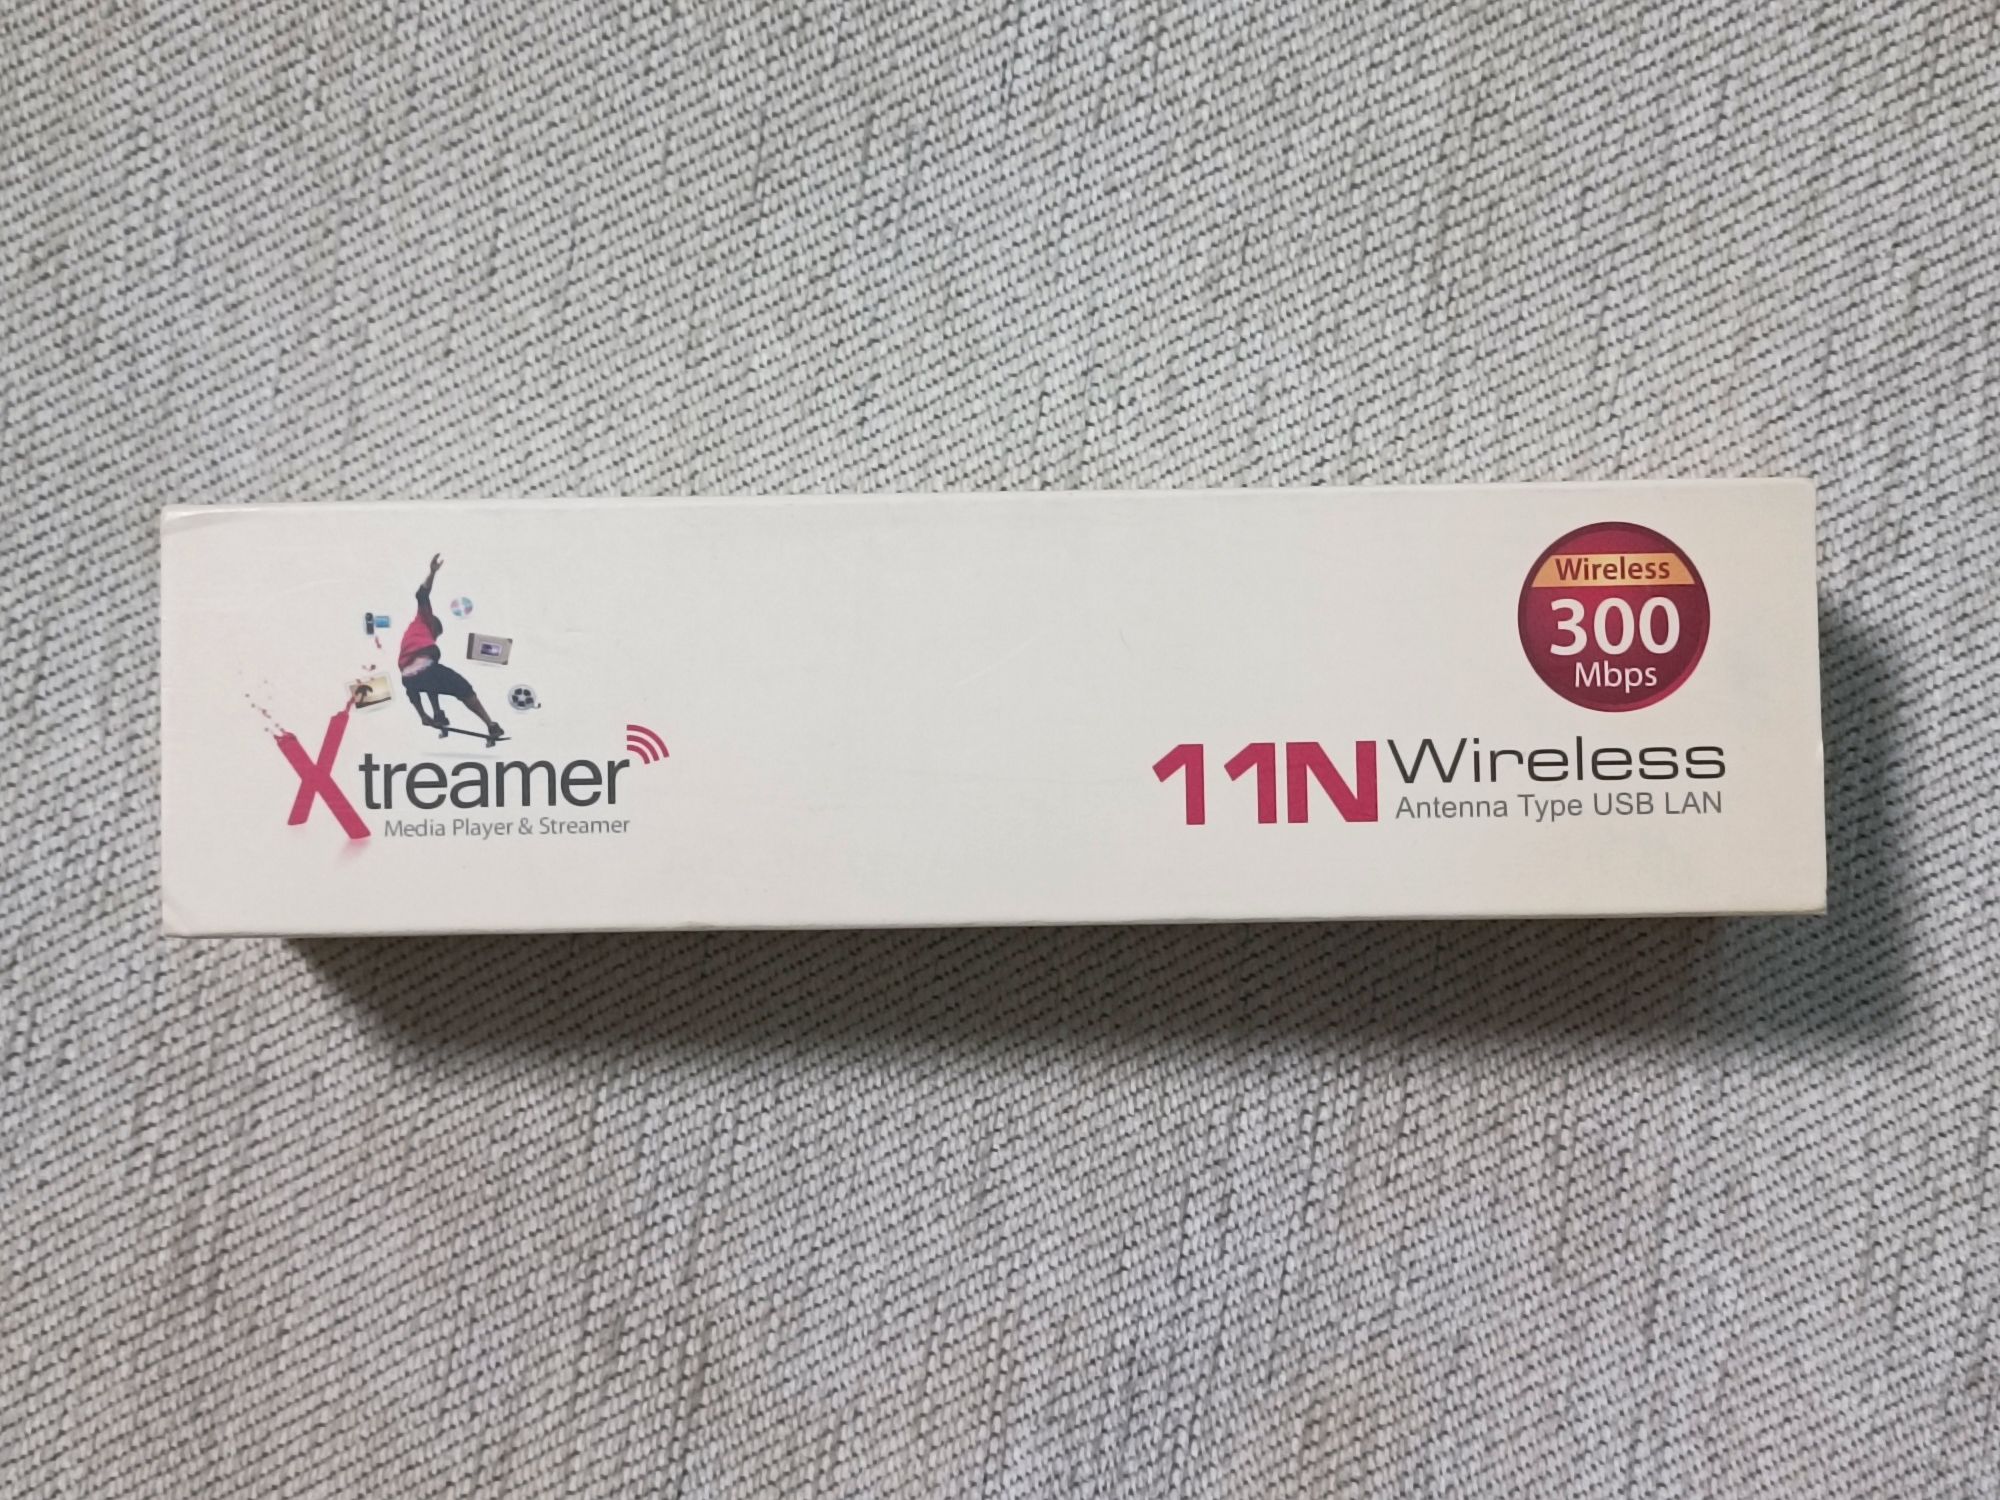 Xtreamer
Media Player & Streamer
Wireless
300
Mbps
11N Wireless
Antenna Type USB LAN